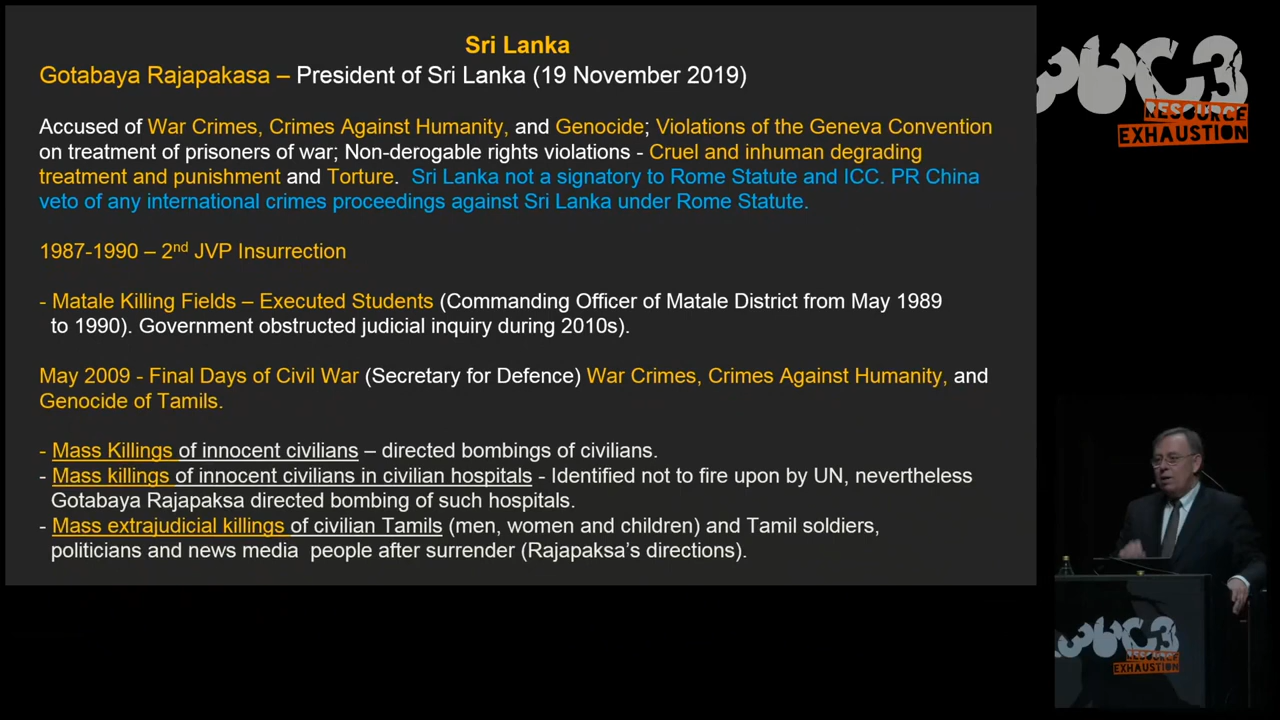 Sri Lanka
Gotabaya Rajapakasa – President of Sri Lanka (19 November 2019)
Accused of War Crimes, Crimes Against Humanity, and Genocide; Violations of the Geneva Convention
on treatment of prisoners of war; Non-derogable rights violations - Cruel and inhuman degrading
treatment and punishment and Torture. Sri Lanka not a signatory to Rome Statute and ICC. PR China
veto of any international crimes proceedings against Sri Lanka under Rome Statute.
1987-1990 – 2nd JVP Insurrection
- Matale Killing Fields – Executed Students (Commanding Officer of Matale District from May 1989
to 1990). Government obstructed judicial inquiry during 2010s).
May 2009 - Final Days of Civil War (Secretary for Defence) War Crimes, Crimes Against Humanity, and
Genocide of Tamils.
- Mass Killings of innocent civilians – directed bombings of civilians.
- Mass killings of innocent civilians in civilian hospitals - Identified not to fire upon by UN, nevertheless
Gotabaya Rajapaksa directed bombing of such hospitals.
- Mass extrajudicial killings of civilian Tamils (men, women and children) and Tamil soldiers,
politicians and news media people after surrender (Rajapaksa's directions).
36C3
RESOURCE
EXHAUSTION
36C3
RESOURCE
EXHAUSTION